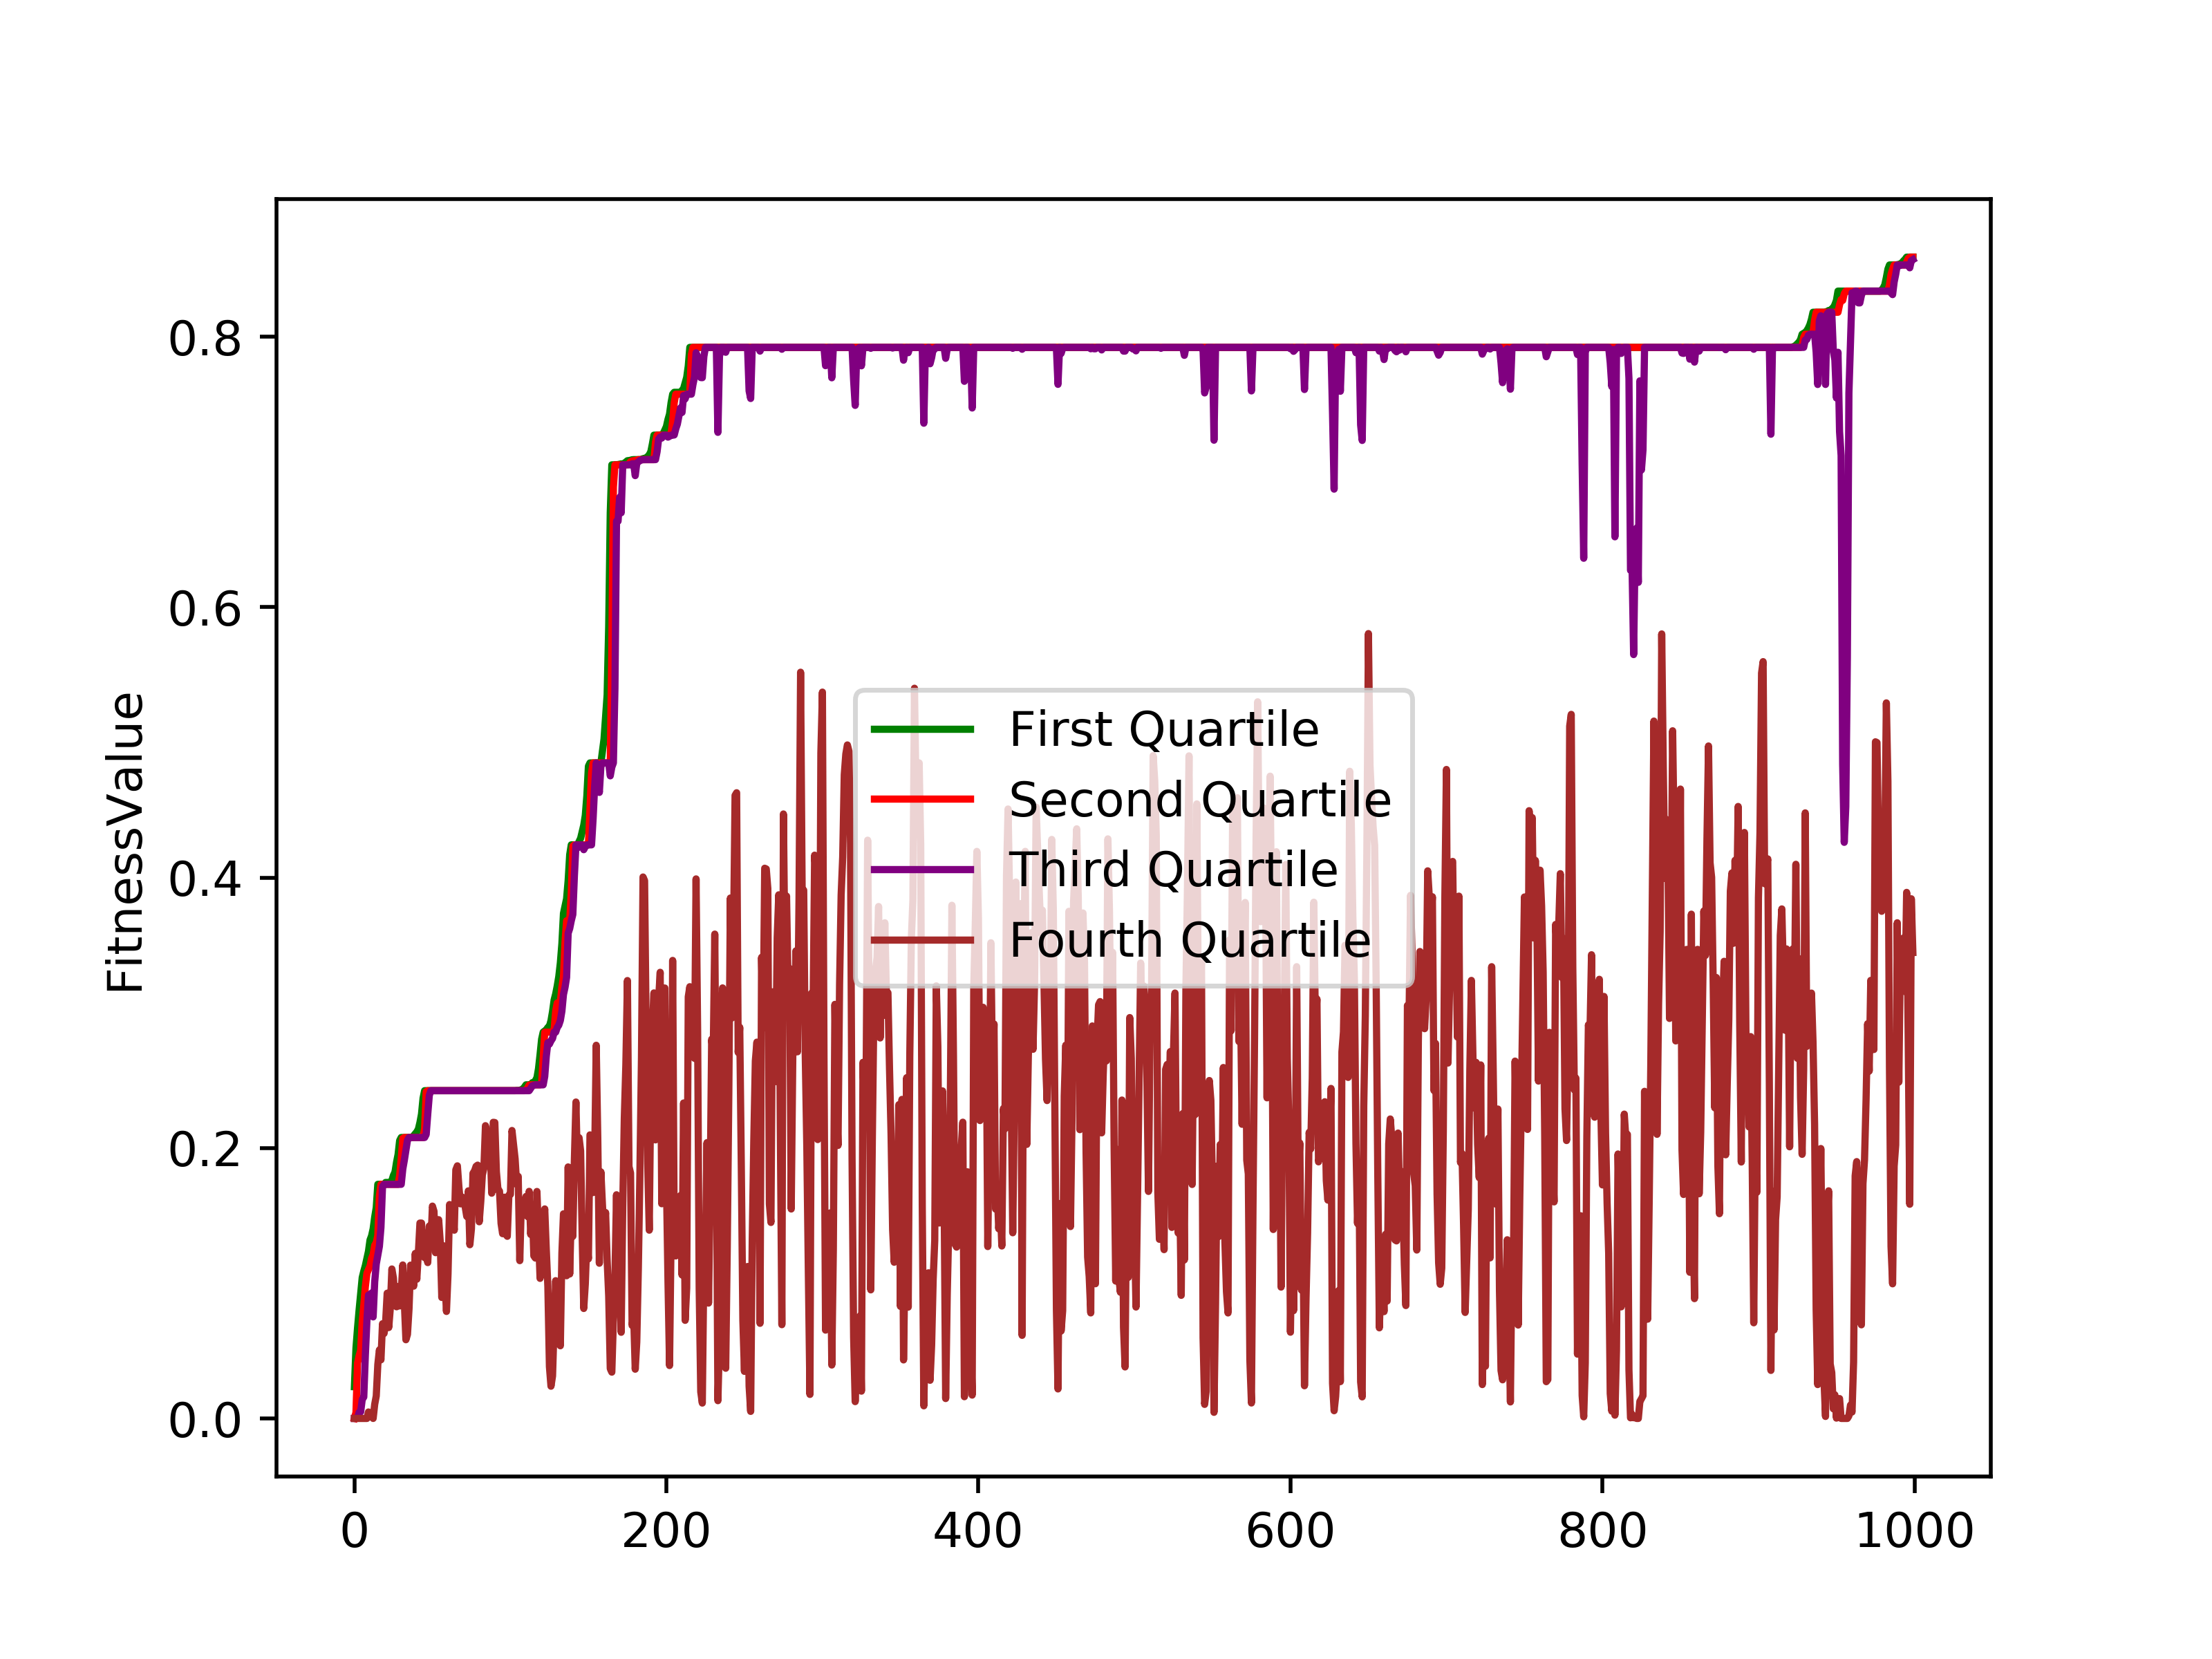 FitnessValue
0.8
0.6
0.4
0.2
0.0
First Quartile
Second Quartile
Third Quartile
Fourth Quartile
0 200 400 600 800 1000